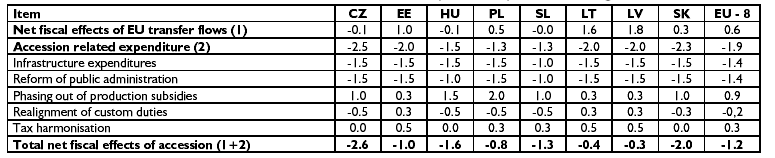 Item CZ EE HU PL SL LT LV SK EU - 8
Net fiscal effects of EU transfer flows (1) -0.1 1.0 -0.1 0.5 -0.0 1.6 1.8 0.3 0.6
Accession related expenditure (2) -2.5 -2.0 -1.5 -1.3 -1.3 -2.0 -2.0 -2.3 -1.9
Infrastructure expenditures -1.5 -1.5 -1.5 -1.5 -1.0 -1.5 -1.5 -1.5 -1.4
Reform of public administration -1.5 -1.5 -1.0 -1.5 -1.0 -1.5 -1.5 -1.5 -1.4
Phasing out of production subsidies 1.0 0.3 1.5 2.0 1.0 0.3 0.3 1.0 0.9
Realignment of custom duties -0.5 0.3 -0.5 -0.5 -0.5 0.3 0.3 -0.3 -0,2
Tax harmonisation 0.0 0.5 0.0 0.3 0.3 0.5 0.5 0.0 0.3
Total net fiscal effects of accession (1+2) -2.6 -1.0 -1.6 -0.8 -1.3 -0.4 -0.3 -2.0 -1.2